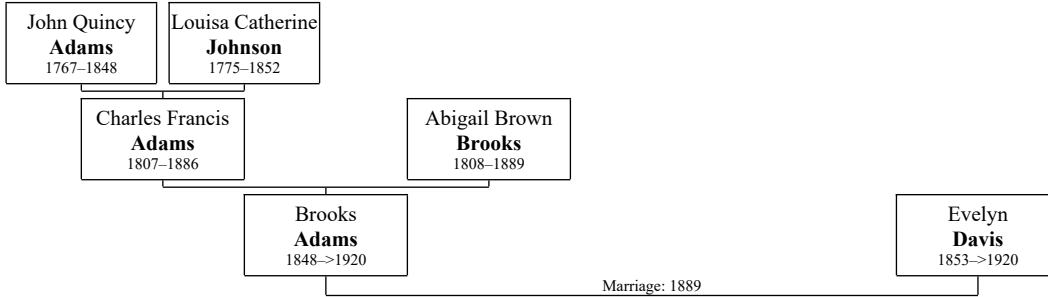 John Quincy
Adams
1767–1848
Louisa Catherine
Johnson
1775–1852
Charles Francis
Adams
1807–1886
Abigail Brown
Brooks
1808–1889
Brooks
Adams
1848–>1920
Evelyn
Davis
1853–>1920
Marriage: 1889